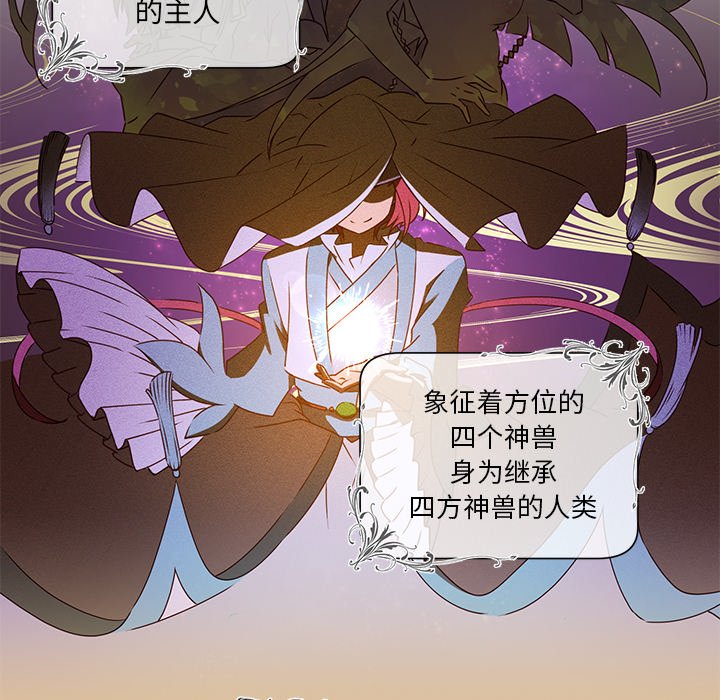 的主人
象征着方位的
四个神兽
身为继承
四方神兽的人类